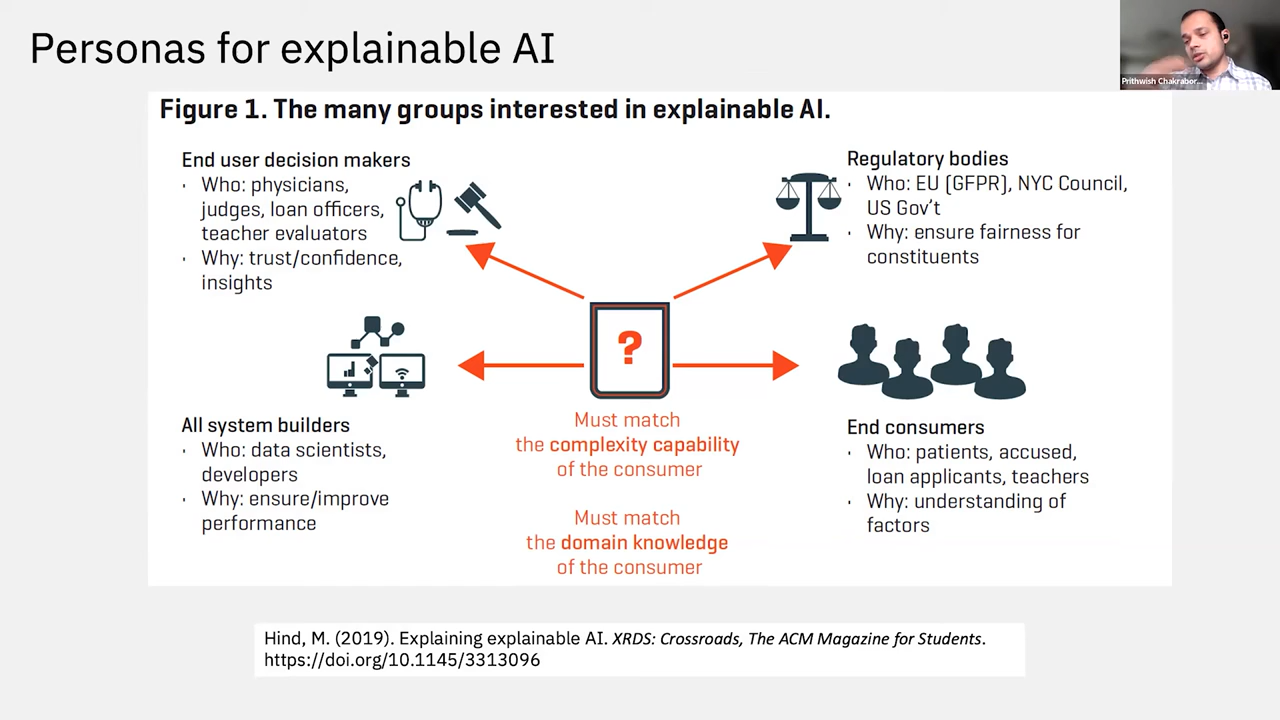 Personas for explainable AI
Prithwish Chakrabor...
Figure 1. The many groups interested in explainable AI.
End user decision makers
· Who: physicians,
judges, loan officers,
teacher evaluators
· Why: trust/confidence,
insights
Regulatory bodies
· Who: EU (GFPR), NYC Council,
US Gov't
· Why: ensure fairness for
constituents
?
All system builders
· Who: data scientists,
developers
· Why: ensure/improve
performance
Must match
the complexity capability
of the consumer
Must match
the domain knowledge
of the consumer
End consumers
· Who: patients, accused,
loan applicants, teachers
· Why: understanding of
factors
Hind, M. (2019). Explaining explainable AI. XRDS: Crossroads, The ACM Magazine for Students.
https://doi.org/10.1145/3313096